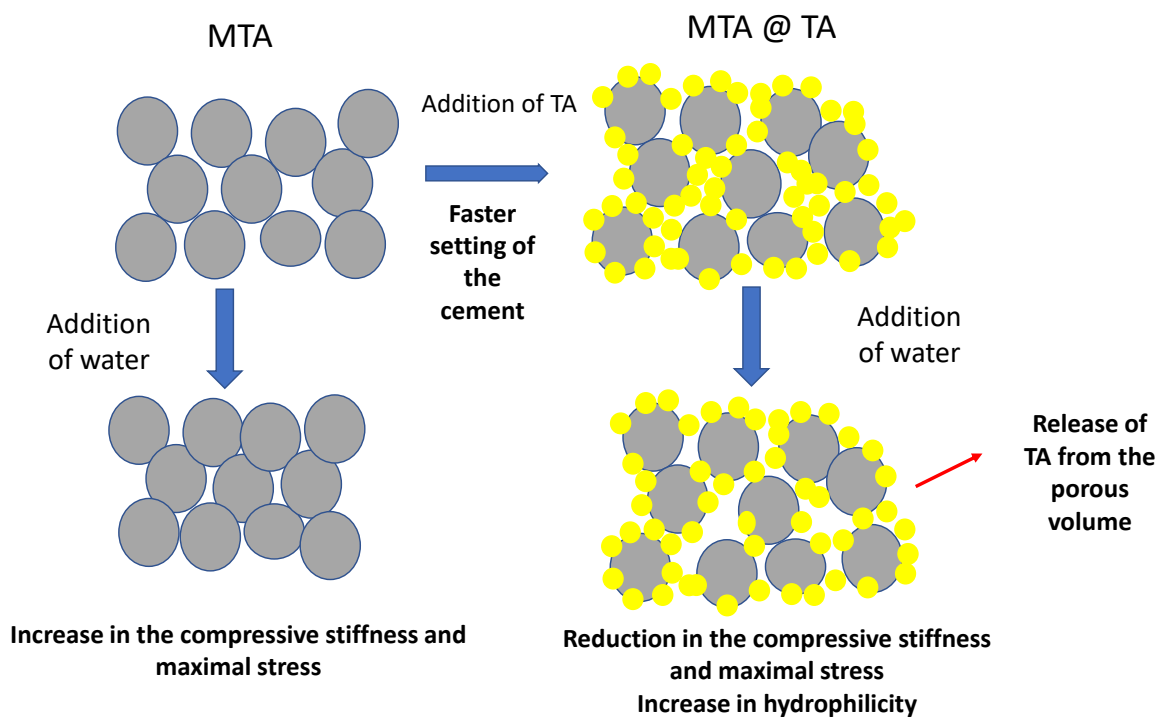 MTA
MTA @ TA
Addition of TA
Faster
setting of
the
cement
Addition
of water
Addition
of water
Release of
TA from the
porous
volume
Increase in the compressive stiffness and
maximal stress
Reduction in the compressive stiffness
and maximal stress
Increase in hydrophilicity